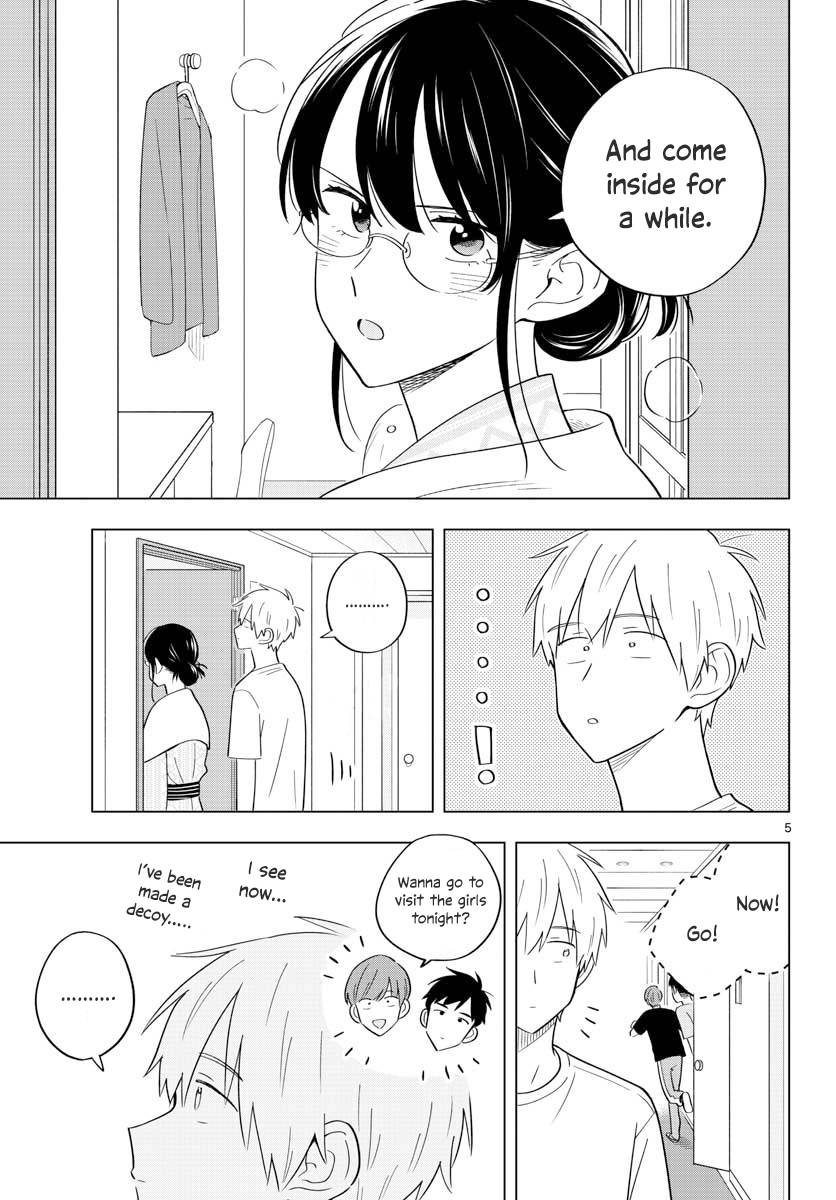 And come
inside for
a while.
...........
5
Now!
Go!
Wanna go to
visit the girls
tonight?
I see
now...
I've been
made a
decoy.....
............